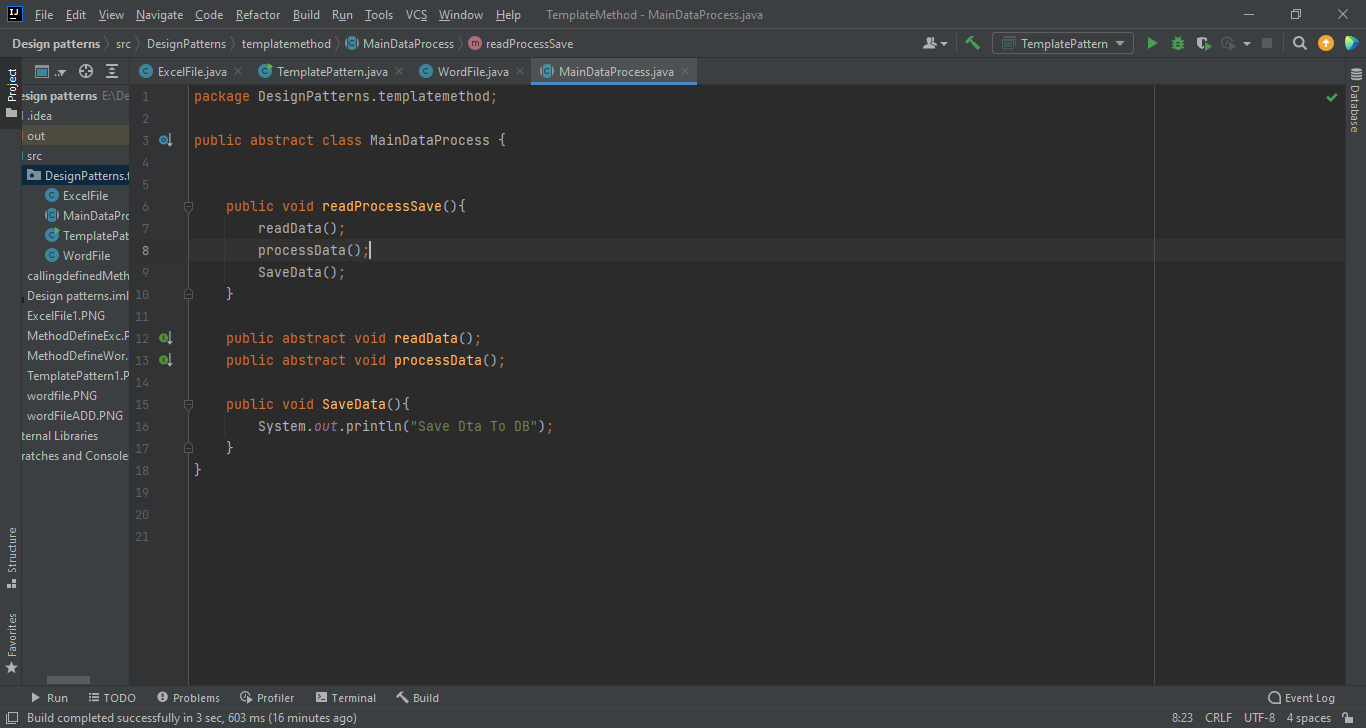 File Edit View Navigate Code Refactor Build Run Tools VCS Window Help TemplateMethod - MainDataProcess.java
Design patterns src DesignPatterns templatemethod MainDataProcess readProcessSave TemplatePattern
ExcelFile.java TemplatePattern.java WordFile.java MainDataProcess.java
Project
esign patterns E:\De
.idea
out
src
DesignPatterns.t
ExcelFile
MainDataPro
TemplatePat
WordFile
callingdefinedMeth
Design patterns.iml
ExcelFile1.PNG
MethodDefineExc.P
MethodDefineWor.
TemplatePattern1.P
wordfile.PNG
wordFileADD.PNG
ternal Libraries
ratches and Console
Structure
Favorites
1 package DesignPatterns.templatemethod;
2
3 public abstract class MainDataProcess {
4
5
6 public void readProcessSave(){
7 readData();
8 processData();
9 SaveData();
10 }
11
12 public abstract void readData();
13 public abstract void processData();
14
15 public void SaveData(){
16 System.out.println("Save Dta To DB");
17 }
18 }
19
20
21
Database
Run TODO Problems Profiler Terminal Build Event Log
Build completed successfully in 3 sec, 603 ms (16 minutes ago) 8:23 CRLF UTF-8 4 spaces